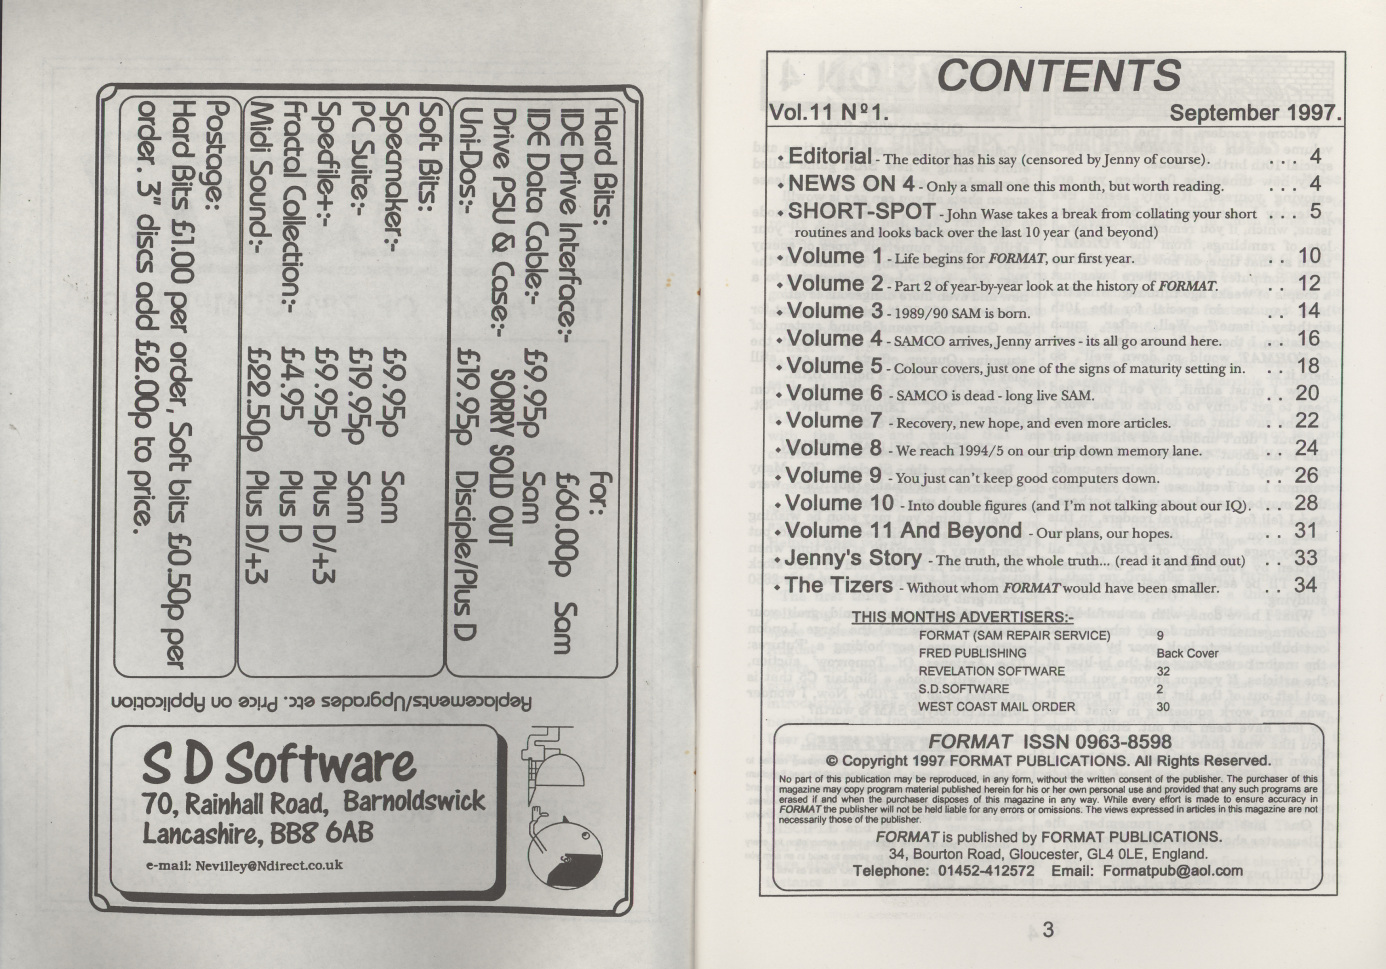 Hard Bits: For:
IDE Drive Interface:- £60.00p Sam
IDE Data Cable:- £9.95p Sam
Drive PSU & Case:- SORRY SOLD OUT
Uni-Dos:- £19.95p Disciple/Plus D
Soft Bits:
Specmaker:- £9.95p Sam
PC Suite:- £19.95p Sam
Specfile+:- £9.95p Plus D/+3
Fractal Collection:- £4.95 Plus D
Midi Sound:- £22.50p Plus D/+3
Postage:
Hard Bits £1.00 per order, Soft bits £0.50p per
order. 3" discs add £2.00p to price.
Replacements/Upgrades etc. Price on Application
S D Software
70, Rainhall Road, Barnoldswick
Lancashire, BB8 6AB
e-mail: Nevilley@Ndirect.co.uk
CONTENTS
Vol.11 Nº1. September 1997.
• Editorial - The editor has his say (censored by Jenny of course). . . . 4
• NEWS ON 4 - Only a small one this month, but worth reading. . . . 4
• SHORT-SPOT - John Wase takes a break from collating your short . . . 5
routines and looks back over the last 10 year (and beyond)
• Volume 1 - Life begins for FORMAT, our first year. . . 10
• Volume 2 - Part 2 of year-by-year look at the history of FORMAT. . . 12
• Volume 3 - 1989/90 SAM is born. . . 14
• Volume 4 - SAMCO arrives, Jenny arrives - its all go around here. . . 16
• Volume 5 - Colour covers, just one of the signs of maturity setting in. . . 18
• Volume 6 - SAMCO is dead - long live SAM. . . 20
• Volume 7 - Recovery, new hope, and even more articles. . . 22
• Volume 8 - We reach 1994/5 on our trip down memory lane. . . 24
• Volume 9 - You just can't keep good computers down. . . 26
• Volume 10 - Into double figures (and I'm not talking about our IQ). . . 28
• Volume 11 And Beyond - Our plans, our hopes. . . 31
• Jenny's Story - The truth, the whole truth... (read it and find out) . . 33
• The Tizers - Without whom FORMAT would have been smaller. . . 34
THIS MONTHS ADVERTISERS:-
FORMAT (SAM REPAIR SERVICE) 9
FRED PUBLISHING Back Cover
REVELATION SOFTWARE 32
S.D.SOFTWARE 2
WEST COAST MAIL ORDER 30
FORMAT ISSN 0963-8598
© Copyright 1997 FORMAT PUBLICATIONS. All Rights Reserved.
No part of this publication may be reproduced, in any form, without the written consent of the publisher. The purchaser of this
magazine may copy program material published herein for his or her own personal use and provided that any such programs are
erased if and when the purchaser disposes of this magazine in any way. While every effort is made to ensure accuracy in
FORMAT the publisher will not be held liable for any errors or omissions. The views expressed in articles in this magazine are not
necessarily those of the publisher.
FORMAT is published by FORMAT PUBLICATIONS.
34, Bourton Road, Gloucester, GL4 0LE, England.
Telephone: 01452-412572 Email: Formatpub@aol.com
3